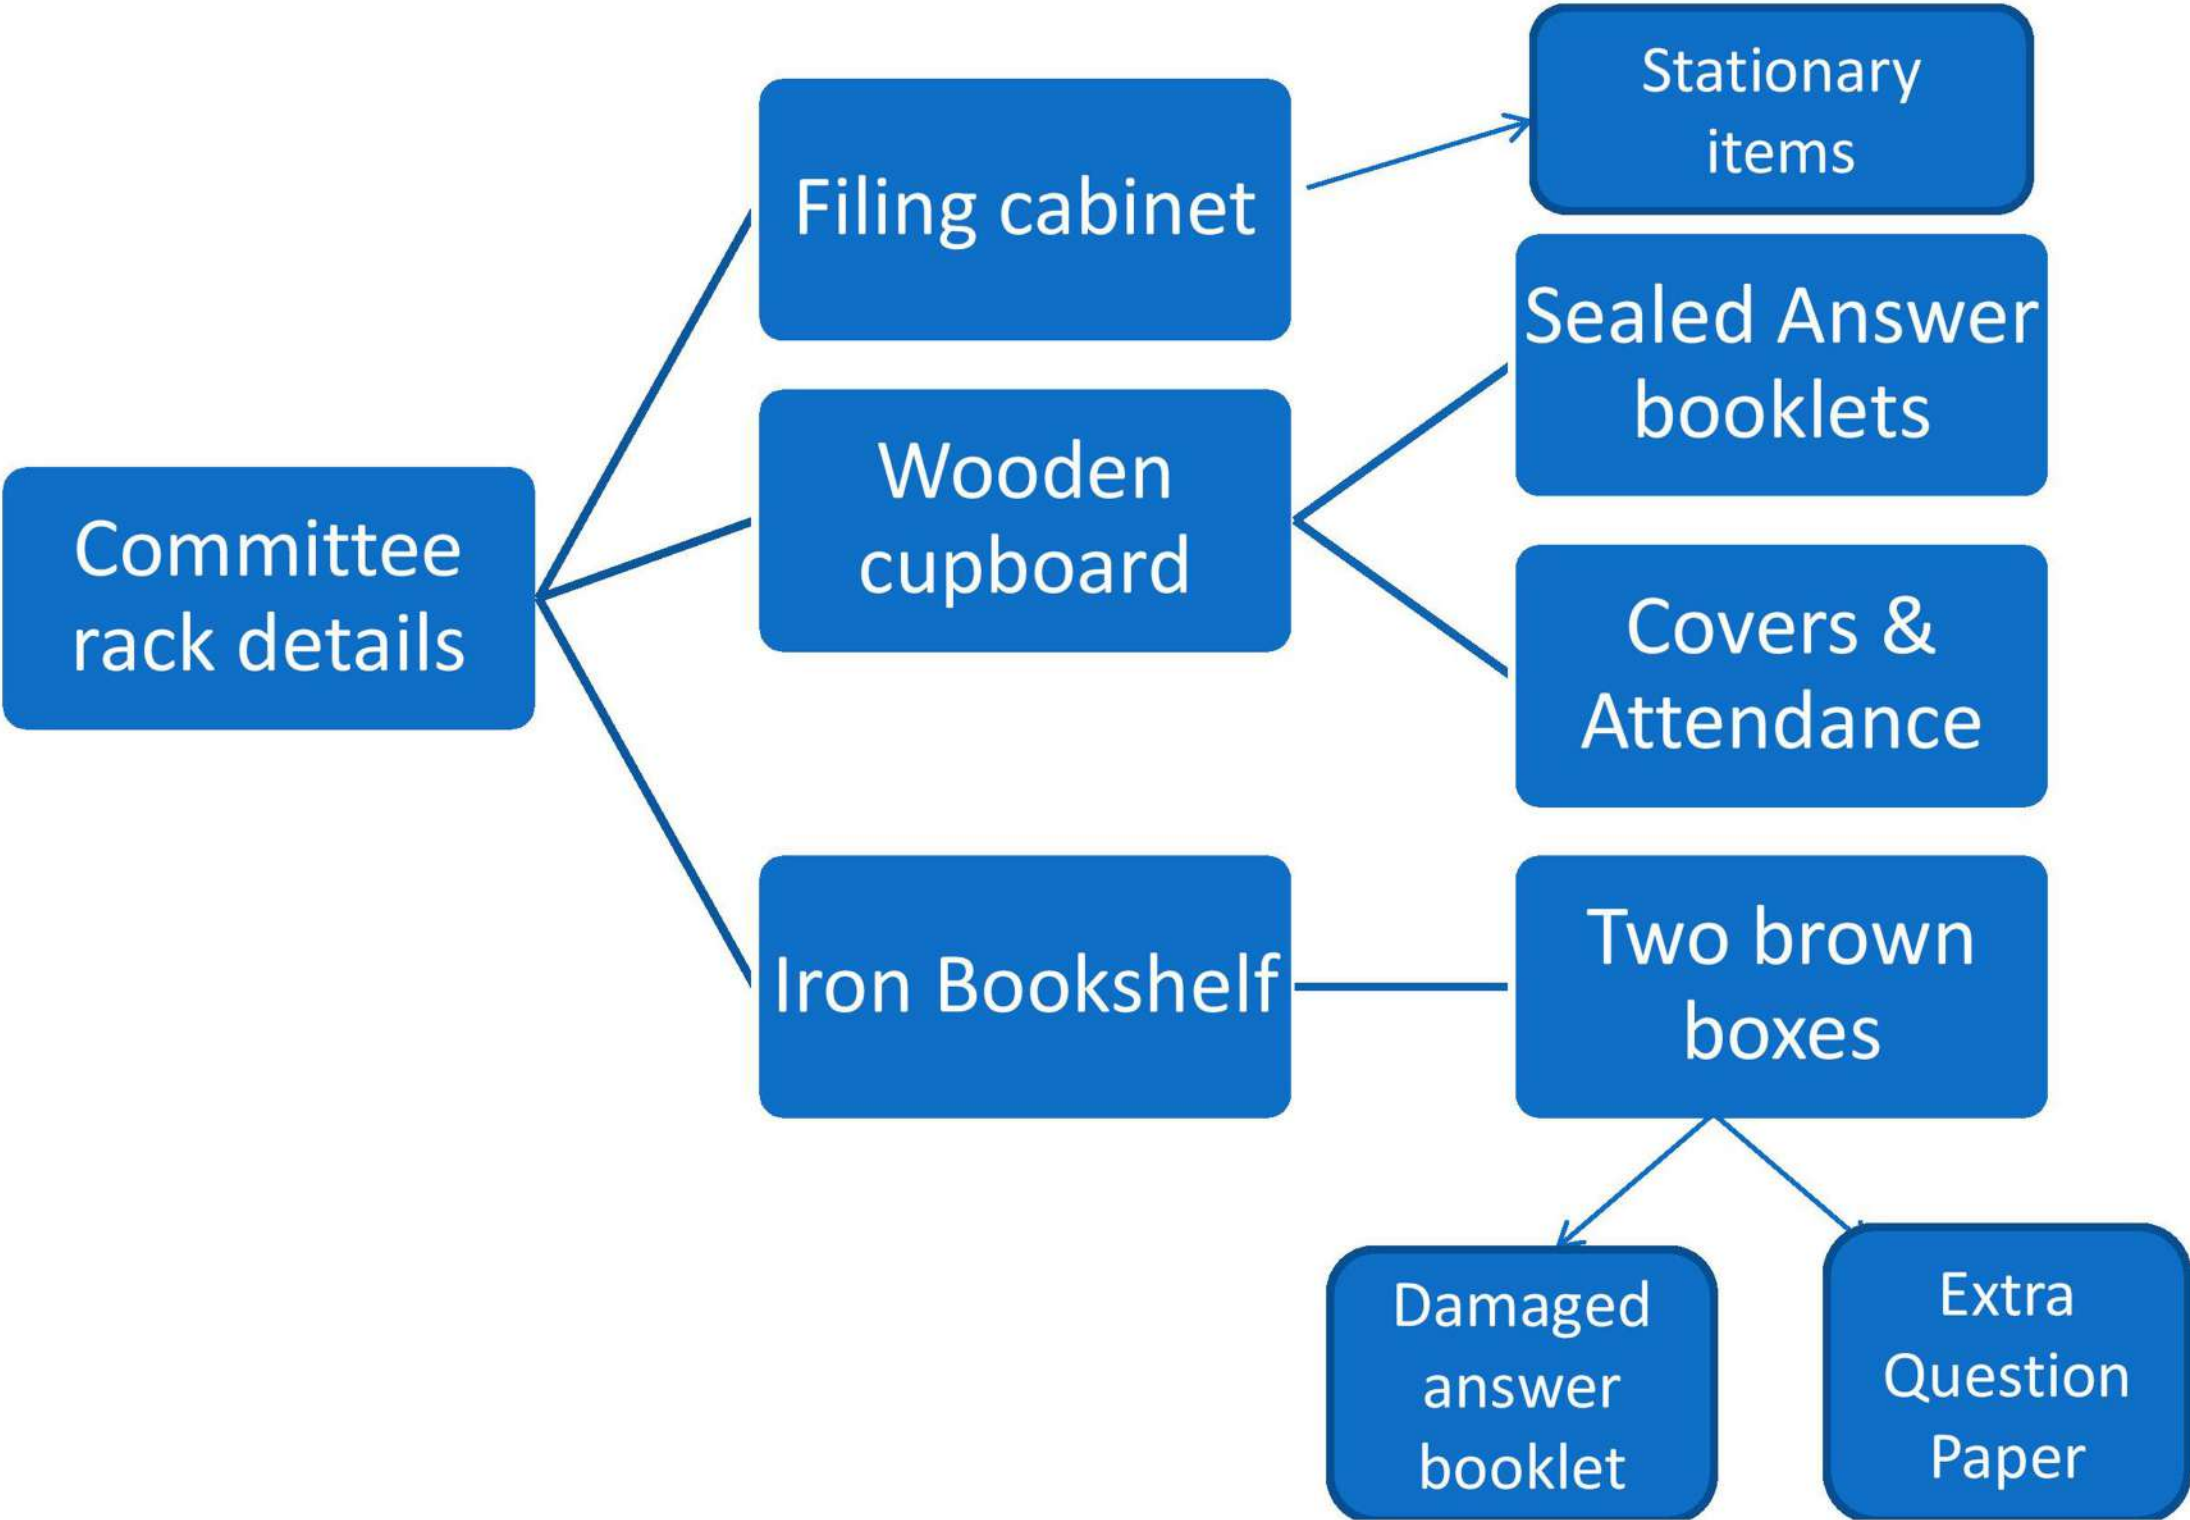 Committee
rack details
Filing cabinet
Stationary
items
Wooden
cupboard
Sealed Answer
booklets
Covers &
Attendance
Iron Bookshelf
Two brown
boxes
Damaged
answer
booklet
Extra
Question
Paper